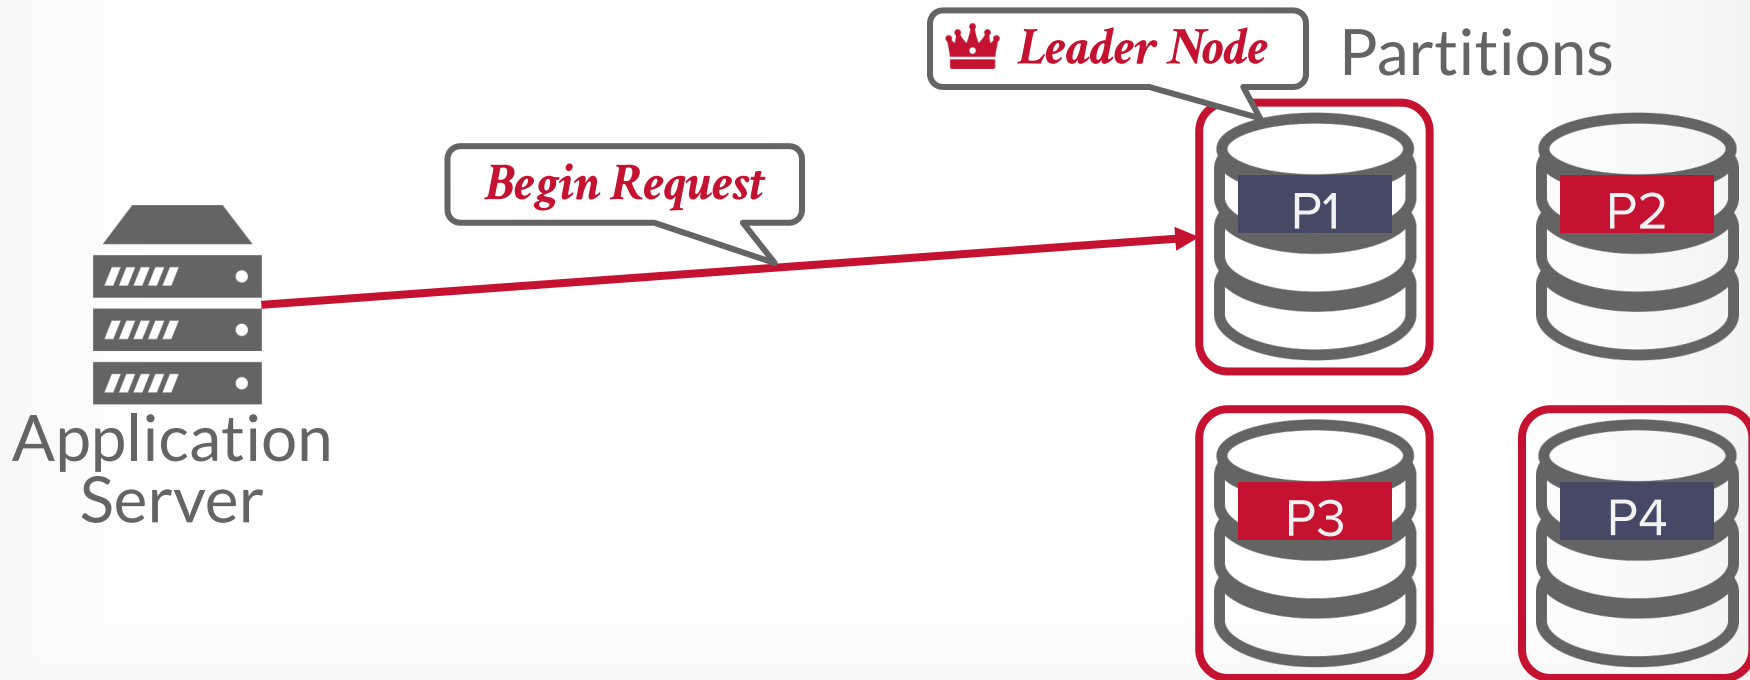 Leader Node
Partitions
Begin Request
P1
P2
Application
Server
P3
P4